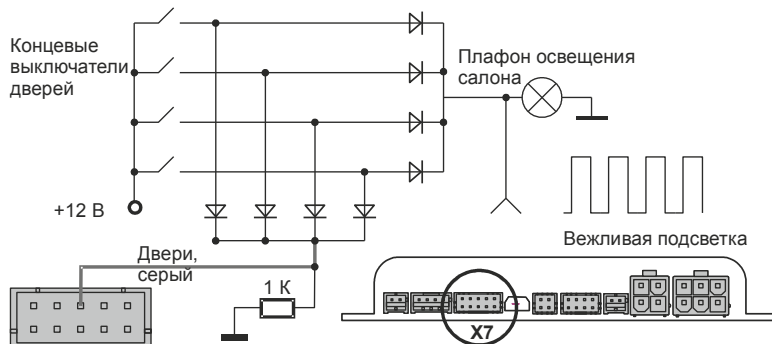 Концевые
выключатели
дверей
Плафон освещения
салона
+12 В
Вежливая подсветка
Двери,
серый
1 К
X7